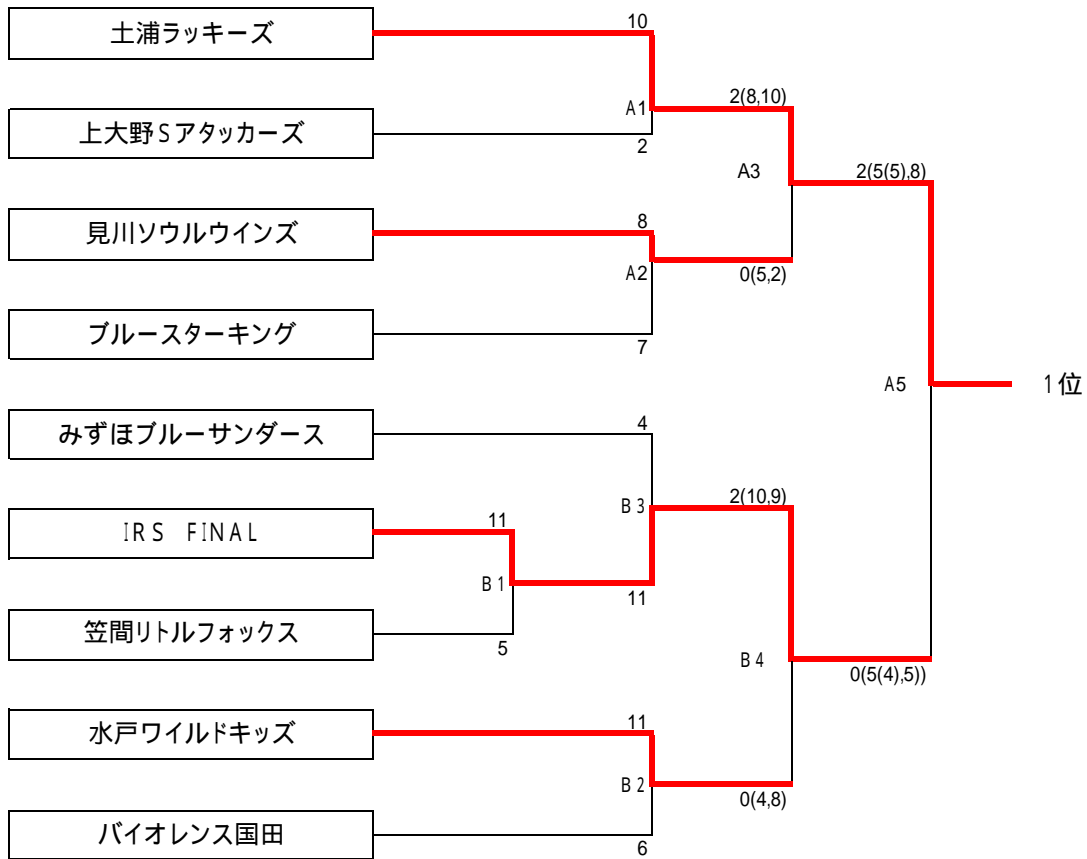 土浦ラッキーズ
10
A1
2(8,10)
上大野Sアタッカーズ
2
A3
2(5(5),8)
見川ソウルウインズ
8
A2
0(5,2)
ブルースターキング
7
A5
1位
みずほブルーサンダース
4
B3
2(10,9)
IRS FINAL
11
B1
11
笠間リトルフォックス
5
B4
0(5(4),5))
水戸ワイルドキッズ
11
B2
0(4,8)
バイオレンス国田
6